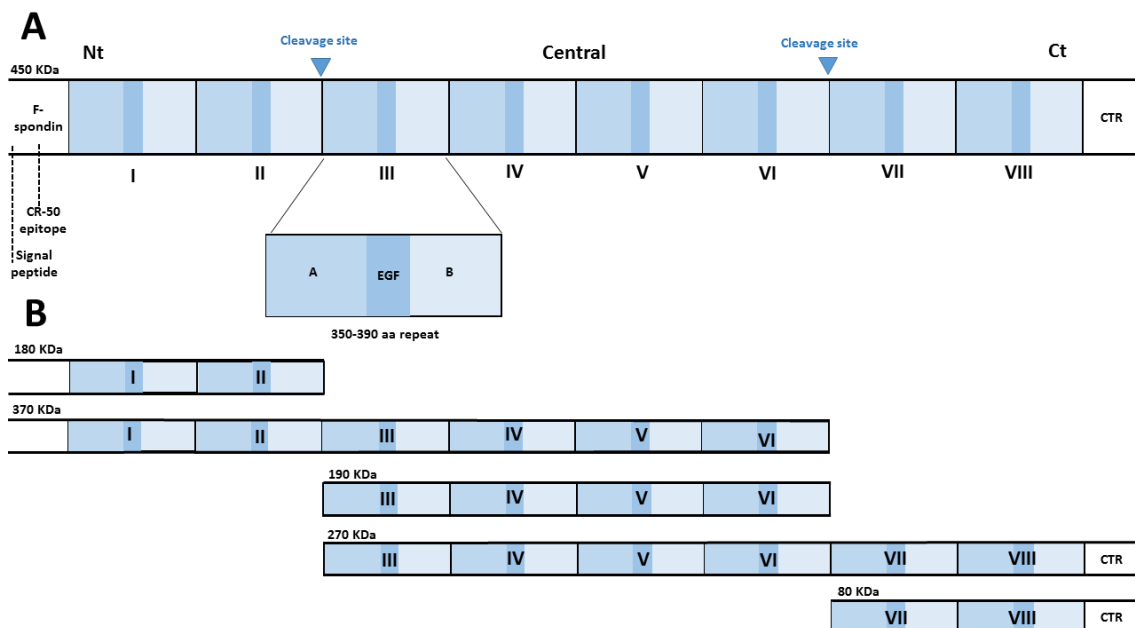 A
Nt
Cleavage site
Central
Cleavage site
Ct
450 KDa
F-
spondin
CTR
I
II
III
IV
V
VI
VII
VIII
CR-50
epitope
Signal
peptide
A
EGF
B
350-390 aa repeat
B
180 KDa
I
II
370 KDa
I
II
III
IV
V
VI
190 KDa
III
IV
V
VI
270 KDa
III
IV
V
VI
VII
VIII
CTR
80 KDa
VII
VIII
CTR